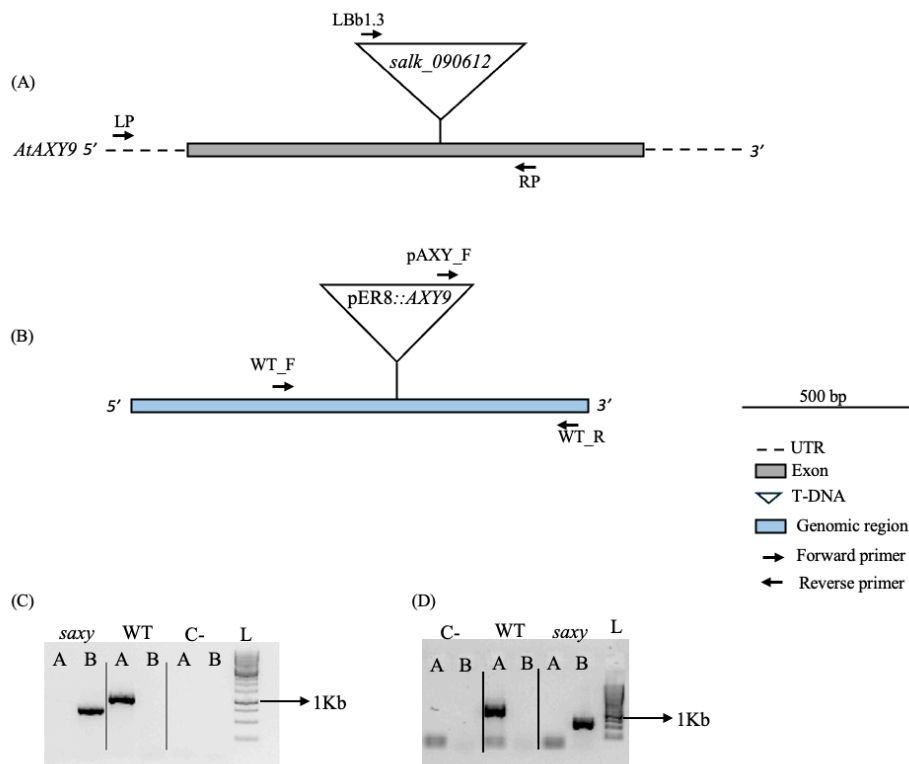 (A)
LBb1.3
salk_090612
LP
AtAXY9 5’ 3’
RP
(B)
pAXY_F
pER8::AXY9
WT_F
5’ 3’
WT_R
500 bp
UTR
Exon
T-DNA
Genomic region
Forward primer
Reverse primer
(C)
saxy WT C- L
A B A B A B
1Kb
(D)
C- WT saxy L
A B A B A B
1Kb